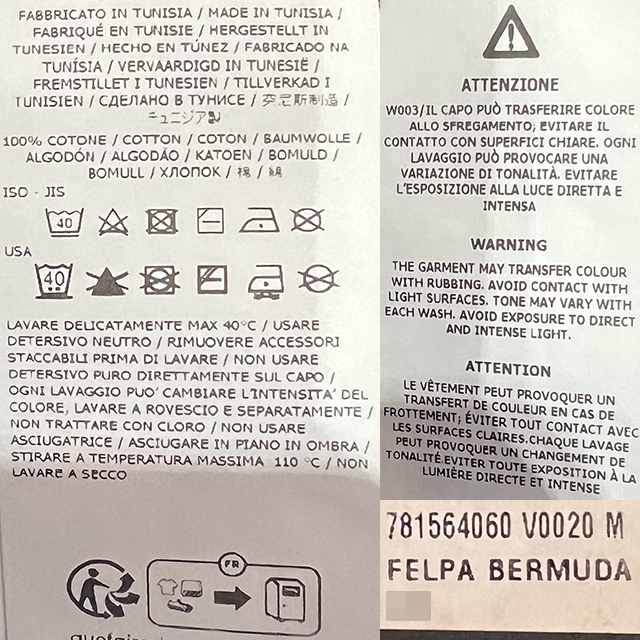 FABBRICATO IN TUNISIA / MADE IN TUNISIA /
FABRIQUÉ EN TUNISIE / HERGESTELLT IN
TUNESIEN / HECHO EN TÚNEZ / FABRICADO NA
TUNÍSIA / VERVAARDIGD IN TUNESIË /
FREMSTILLET I TUNESIEN / TILLVERKAD I
TUNISIEN / СДЕЛАНО В ТУНИСЕ / 突尼斯制造 /
チュニジア製
100% COTONE / COTTON / COTON / BAUMWOLLE /
ALGODÓN / ALGODÃO / KATOEN / BOMULD /
BOMULL / ХЛОПОК / 棉 / 綿
ISO - JIS
40
USA
40
LAVARE DELICATAMENTE MAX 40°C / USARE
DETERSIVO NEUTRO / RIMUOVERE ACCESSORI
STACCABILI PRIMA DI LAVARE / NON USARE
DETERSIVO PURO DIRETTAMENTE SUL CAPO /
OGNI LAVAGGIO PUO' CAMBIARE L'INTENSITA' DEL
COLORE, LAVARE A ROVESCIO E SEPARATAMENTE /
NON TRATTARE CON CLORO / NON USARE
ASCIUGATRICE / ASCIUGARE IN PIANO IN OMBRA /
STIRARE A TEMPERATURA MASSIMA 110 °C / NON
LAVARE A SECCO
FR
ATTENZIONE
W003/IL CAPO PUÒ TRASFERIRE COLORE
ALLO SFREGAMENTO; EVITARE IL
CONTATTO CON SUPERFICI CHIARE. OGNI
LAVAGGIO PUÒ PROVOCARE UNA
VARIAZIONE DI TONALITÀ. EVITARE
L'ESPOSIZIONE ALLA LUCE DIRETTA E
INTENSA
WARNING
THE GARMENT MAY TRANSFER COLOUR
WITH RUBBING. AVOID CONTACT WITH
LIGHT SURFACES. TONE MAY VARY WITH
EACH WASH. AVOID EXPOSURE TO DIRECT
AND INTENSE LIGHT.
ATTENTION
LE VÊTEMENT PEUT PROVOQUER UN
TRANSFERT DE COULEUR EN CAS DE
FROTTEMENT; ÉVITER TOUT CONTACT AVEC
LES SURFACES CLAIRES.CHAQUE LAVAGE
PEUT PROVOQUER UN CHANGEMENT DE
TONALITÉ.EVITER TOUTE EXPOSITION À LA
LUMIÈRE DIRECTE ET INTENSE
781564060 V0020 M
FELPA BERMUDA